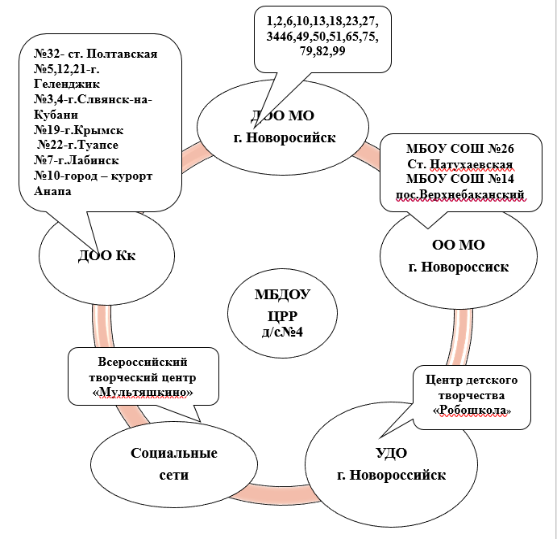 1,2,6,10,13,18,23,27,
3446,49,50,51,65,75,
79,82,99
№32- ст. Полтавская
№5,12,21-г.
Геленджик
№3,4-г.Слвянск-на-
Кубани
№19-г.Крымск
№22-г.Туапсе
№7-г.Лабинск
№10-город – курорт
Анапа
ДОО МО
г. Новоросийск
МБОУ СОШ №26
Ст. Натухаевская
МБОУ СОШ №14
пос.Верхнебаканский
ДОО Кк
ОО МО
г. Новороссиск
МБДОУ
ЦРР
д/с№4
Всероссийский
творческий центр
«Мультяшкино»
Центр детского
творчества
«Робошкола»
Социальные
сети
УДО
г. Новороссийск